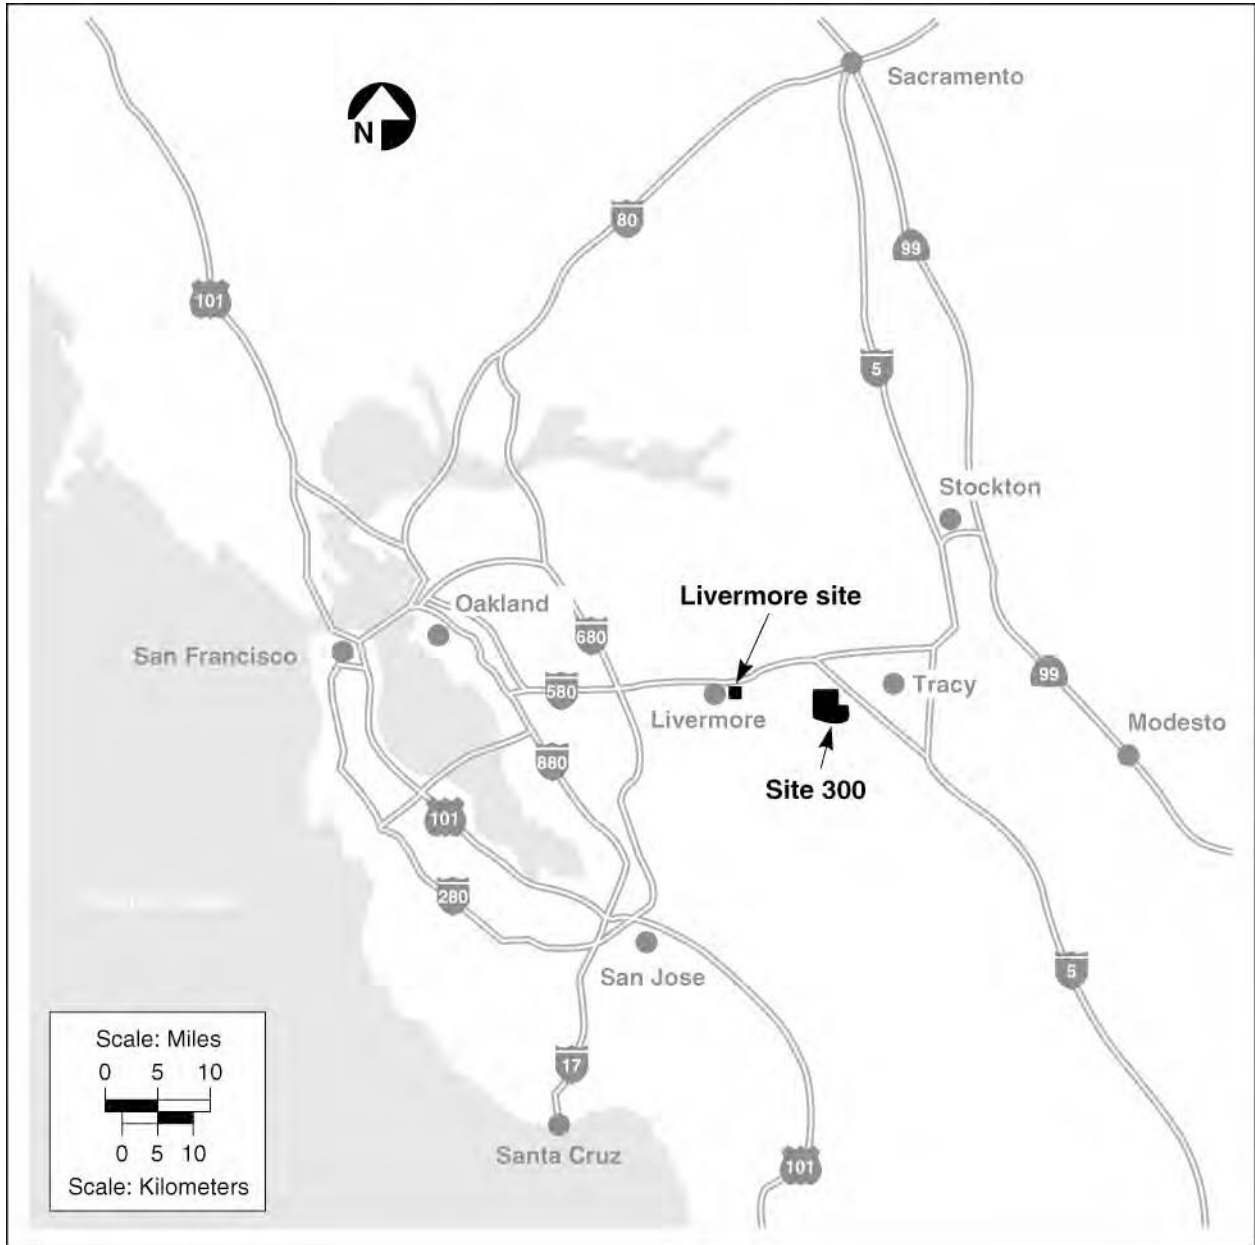 Sacramento
N
80
99
101
5
Stockton
Livermore site
Oakland
680
San Francisco
99
580
Tracy
Livermore
Modesto
880
Site 300
101
280
San Jose
5
Scale: Miles
0 5 10
17
0 5 10
Santa Cruz
101
Scale: Kilometers